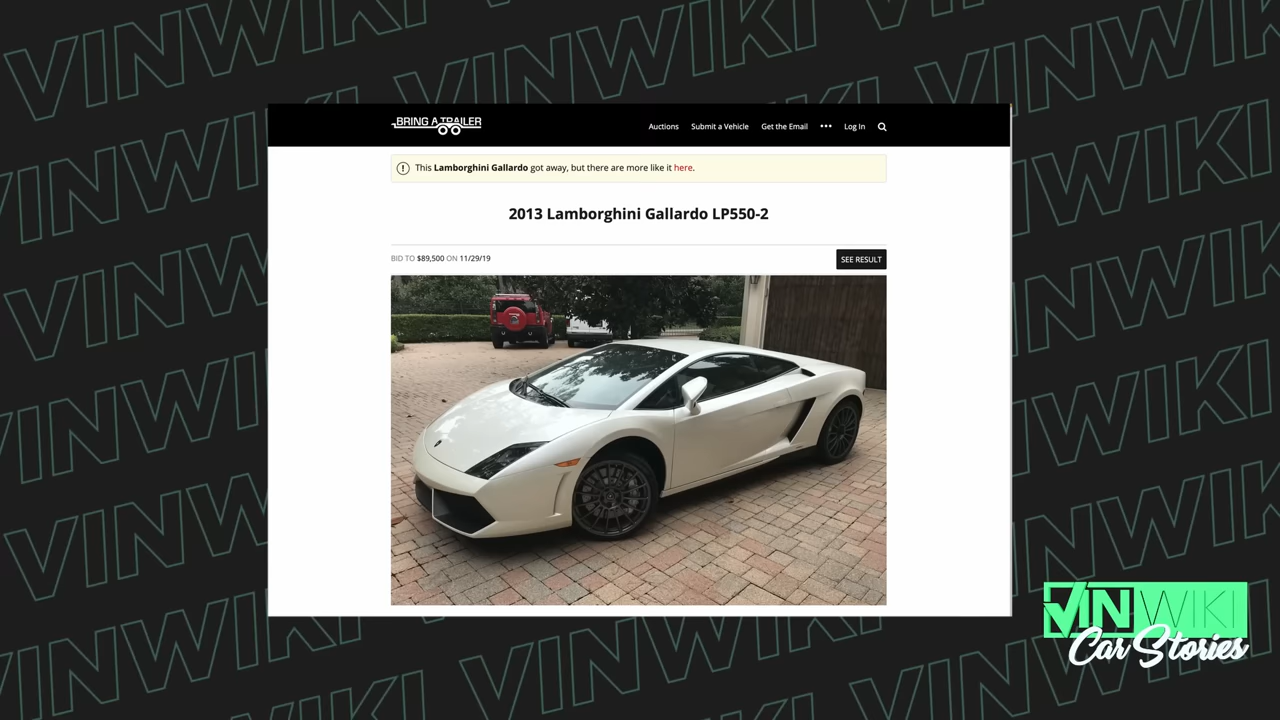 BRING A TRAILER
Auctions Submit a Vehicle Get the Email ••• Log In
This Lamborghini Gallardo got away, but there are more like it here.
2013 Lamborghini Gallardo LP550-2
BID TO $89,500 ON 11/29/19
SEE RESULT
VINWIKI
Car Stories